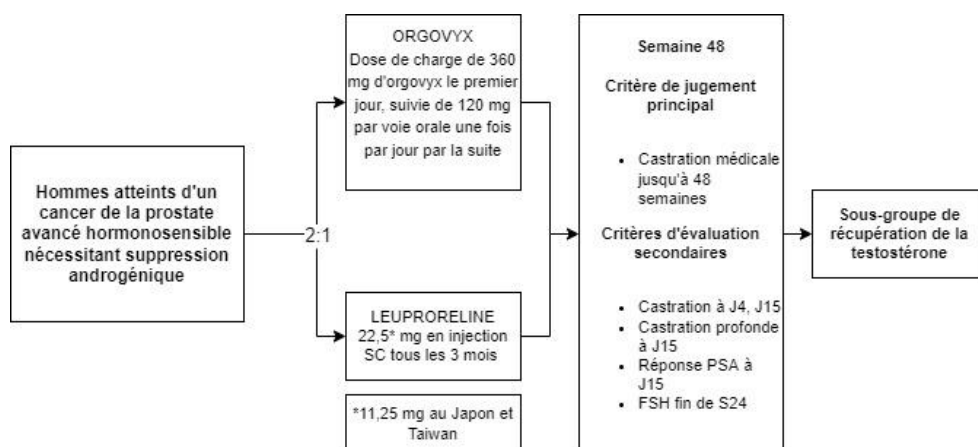 Hommes atteints d'un
cancer de la prostate
avancé hormonosensible
nécessitant suppression
androgénique
2:1
ORGOVYX
Dose de charge de 360
mg d'orgovyx le premier
jour, suivie de 120 mg
par voie orale une fois
par jour par la suite
LEUPRORELINE
22,5* mg en injection
SC tous les 3 mois
*11,25 mg au Japon et
Taiwan
Semaine 48
Critère de jugement
principal
• Castration médicale
jusqu'à 48
semaines
Critères d'évaluation
secondaires
• Castration à J4, J15
• Castration profonde
à J15
• Réponse PSA à
J15
• FSH fin de S24
Sous-groupe de
récupération de la
testostérone